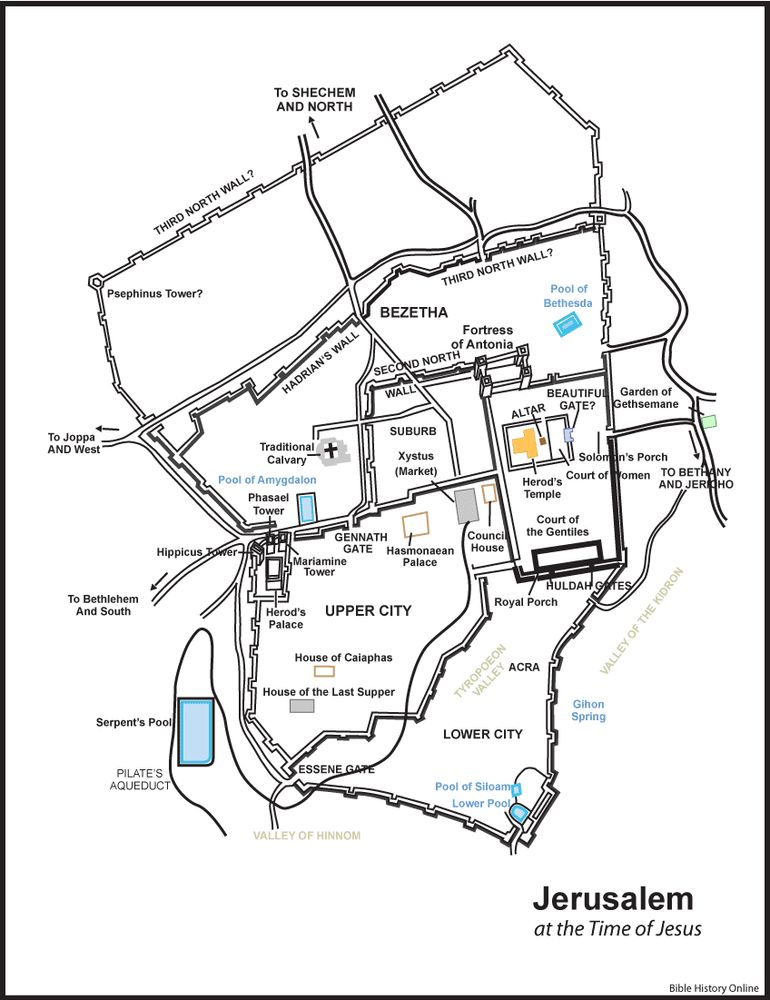 To SHECHEM
AND NORTH
THIRD NORTH WALL?
Psephinus Tower?
THIRD NORTH WALL?
Pool of
Bethesda
BEZETHA
Fortress
of Antonia
HADRIAN'S WALL
SECOND NORTH
WALL
BEAUTIFUL
GATE?
Garden of
Gethsemane
ALTAR
To Joppa
AND West
SUBURB
Traditional
Calvary
Xystus
(Market)
Solomon's Porch
Court of Women
TO BETHANY
AND JERICHO
Pool of Amygdalon
Herod's
Temple
Phasael
Tower
Court of
the Gentiles
GENNATH
GATE
Council
House
Hasmonaean
Palace
Hippicus Tower
Mariamine
Tower
HULDAH GATES
Royal Porch
To Bethlehem
And South
Herod's
Palace
UPPER CITY
VALLEY OF THE KIDRON
House of Caiaphas
TYROPOEON
VALLEY
ACRA
House of the Last Supper
Gihon
Spring
Serpent's Pool
LOWER CITY
PILATE'S
AQUEDUCT
ESSENE GATE
Pool of Siloam
Lower Pool
VALLEY OF HINNOM
Jerusalem
at the Time of Jesus
Bible History Online